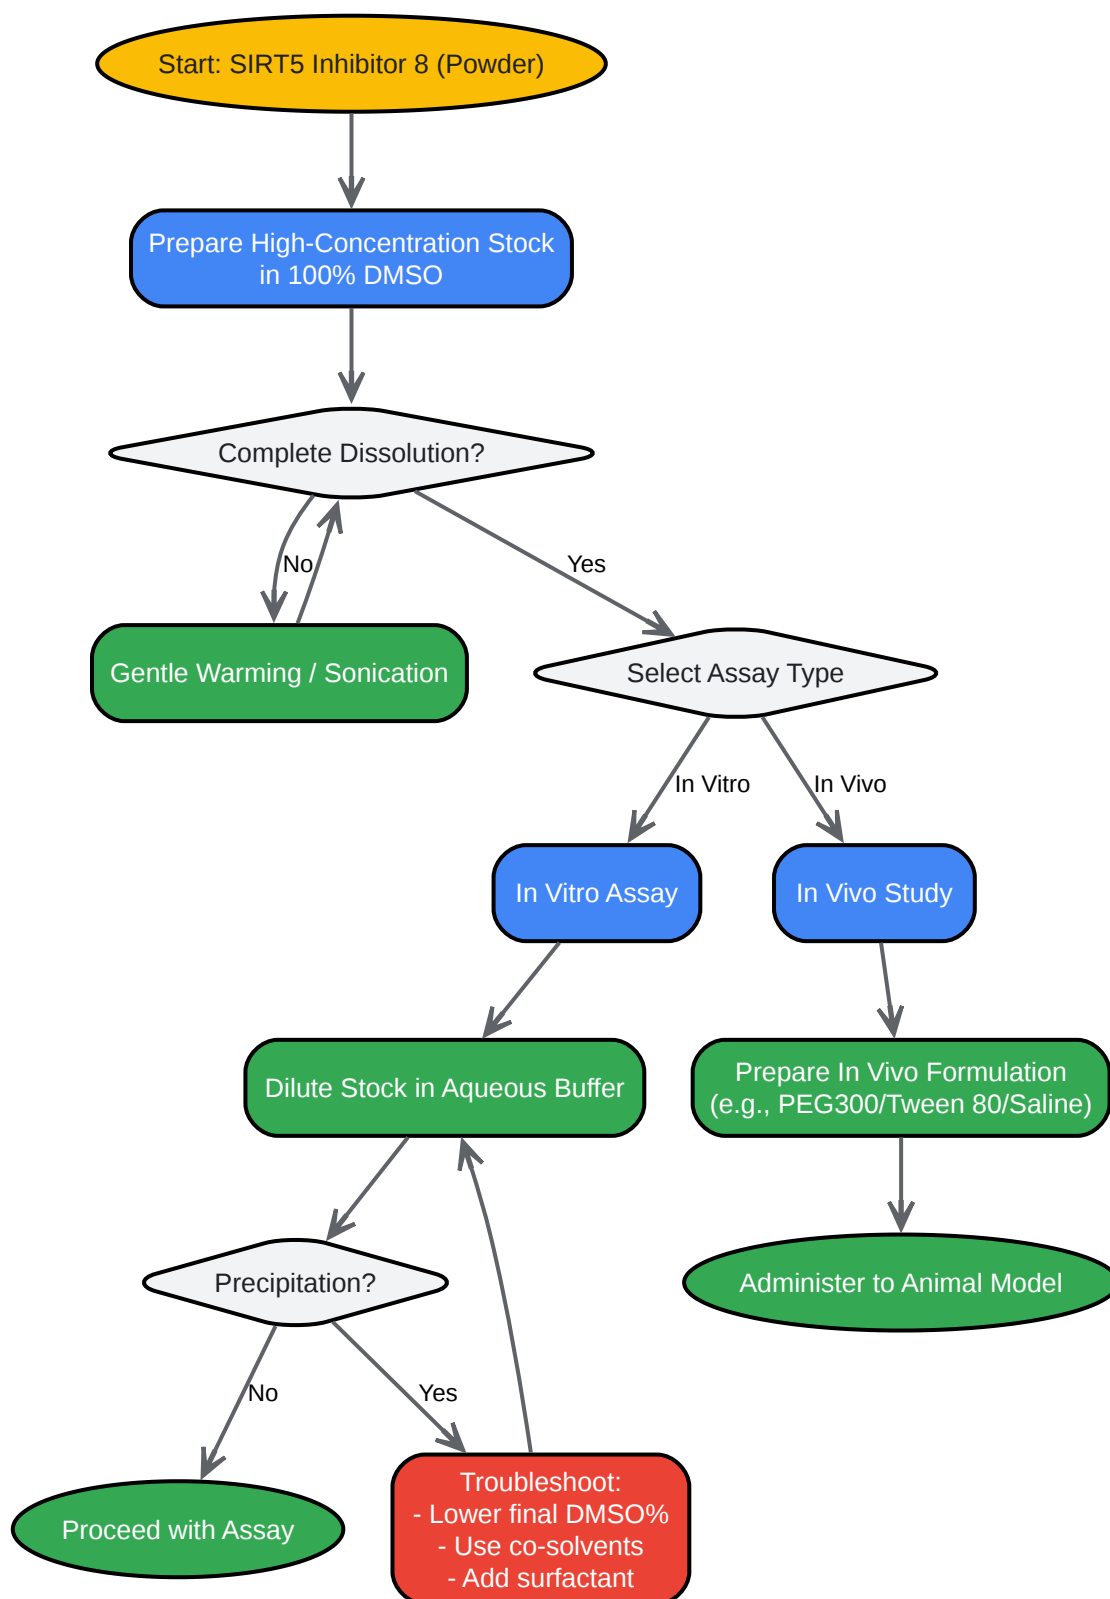 Start: SIRT5 Inhibitor 8 (Powder)
Prepare High-Concentration Stock
in 100% DMSO
Complete Dissolution?
No
Yes
Gentle Warming / Sonication
Select Assay Type
In Vitro
In Vivo
In Vitro Assay
In Vivo Study
Dilute Stock in Aqueous Buffer
Prepare In Vivo Formulation
(e.g., PEG300/Tween 80/Saline)
Precipitation?
Administer to Animal Model
No
Yes
Proceed with Assay
Troubleshoot:
- Lower final DMSO%
- Use co-solvents
- Add surfactant